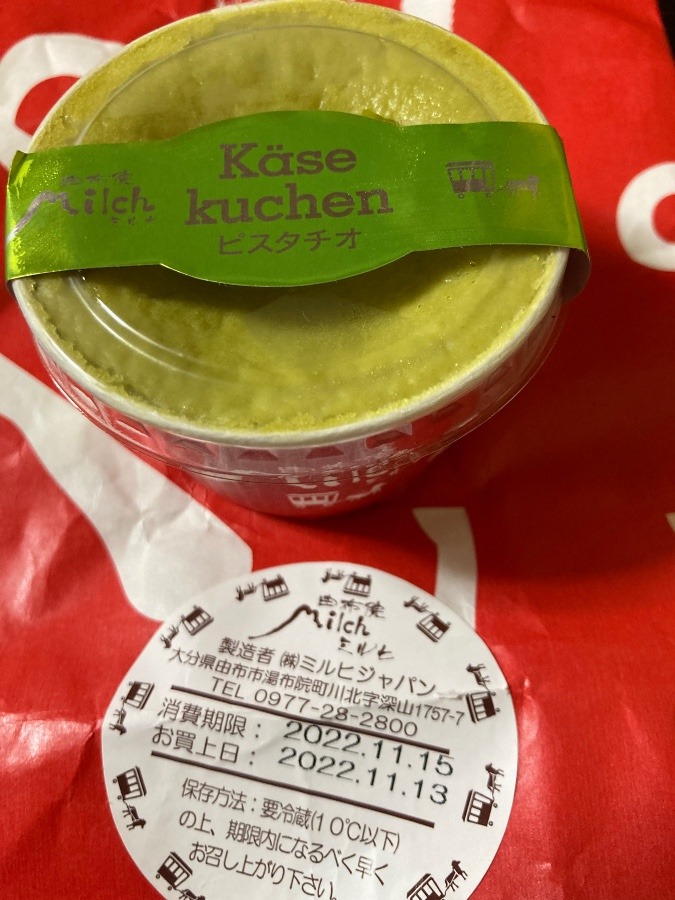 Käse
kuchen
ピスタチオ
由布院
Milch
ミルヒ
由布院
Milch
ミルヒ
製造者 ㈱ミルヒジャパン
大分県由布市湯布院町川北字深山1757-7
TEL 0977-28-2800
消費期限： 2022.11.15
お買上日： 2022.11.13
保存方法：要冷蔵(10℃以下)
の上、期限内になるべく早く
お召し上がり下さい。